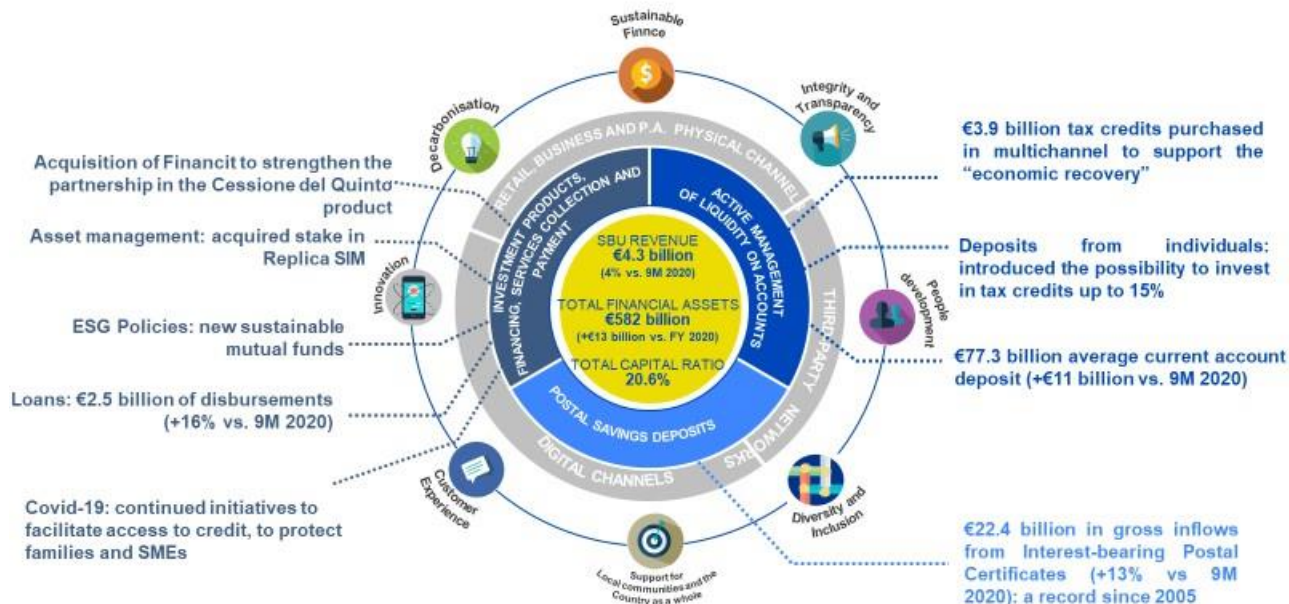 Sustainable
Finnce
Decarbonisation
Integrity and
Transparency
Innovation
People
development
Customer
Experience
Diversity and
Inclusion
Support for
Local communities and the
Country as a whole
RETAIL, BUSINESS AND P.A. PHYSICAL CHANNEL
THIRD-PARTY NETWORKS
DIGITAL CHANNELS
INVESTMENT PRODUCTS,
FINANCING, SERVICES COLLECTION AND
PAYMENT
ACTIVE MANAGEMENT
OF LIQUIDITY ON ACCOUNTS
POSTAL SAVINGS DEPOSITS
SBU REVENUE
€4.3 billion
(4% vs. 9M 2020)
TOTAL FINANCIAL ASSETS
€582 billion
(+€13 billion vs. FY 2020)
TOTAL CAPITAL RATIO
20.6%
Acquisition of Financit to strengthen the
partnership in the Cessione del Quinto
product
Asset management: acquired stake in
Replica SIM
ESG Policies: new sustainable
mutual funds
Loans: €2.5 billion of disbursements
(+16% vs. 9M 2020)
Covid-19: continued initiatives to
facilitate access to credit, to protect
families and SMEs
€3.9 billion tax credits purchased
in multichannel to support the
“economic recovery”
Deposits from individuals:
introduced the possibility to invest
in tax credits up to 15%
€77.3 billion average current account
deposit (+€11 billion vs. 9M 2020)
€22.4 billion in gross inflows
from Interest-bearing Postal
Certificates (+13% vs 9M
2020): a record since 2005